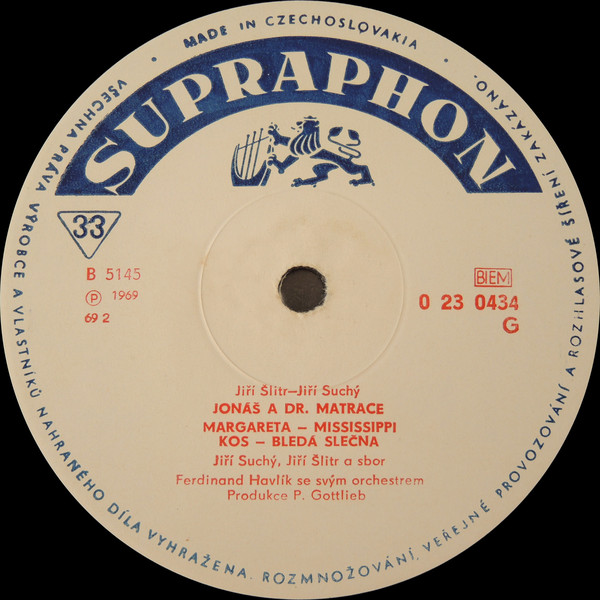 MADE IN CZECHOSLOVAKIA
SUPRAPHON
33
B 5145
BIEM
Ⓟ 1969
0 23 0434
69 2
G
Jiří Šlitr–Jiří Suchý
JONÁŠ A DR. MATRACE
MARGARETA – MISSISSIPPI
KOS – BLEDÁ SLEČNA
Jiří Suchý, Jiří Šlitr a sbor
Ferdinand Havlík se svým orchestrem
Produkce P. Gottlieb
VŠECHNA PRÁVA VÝROBCE A VLASTNÍKŮ NAHRANÉHO DÍLA VYHRAŽENA. ROZMNOŽOVÁNÍ, VEŘEJNÉ PROVOZOVÁNÍ A ROZHLASOVÉ ŠÍŘENÍ ZAKÁZÁNO.